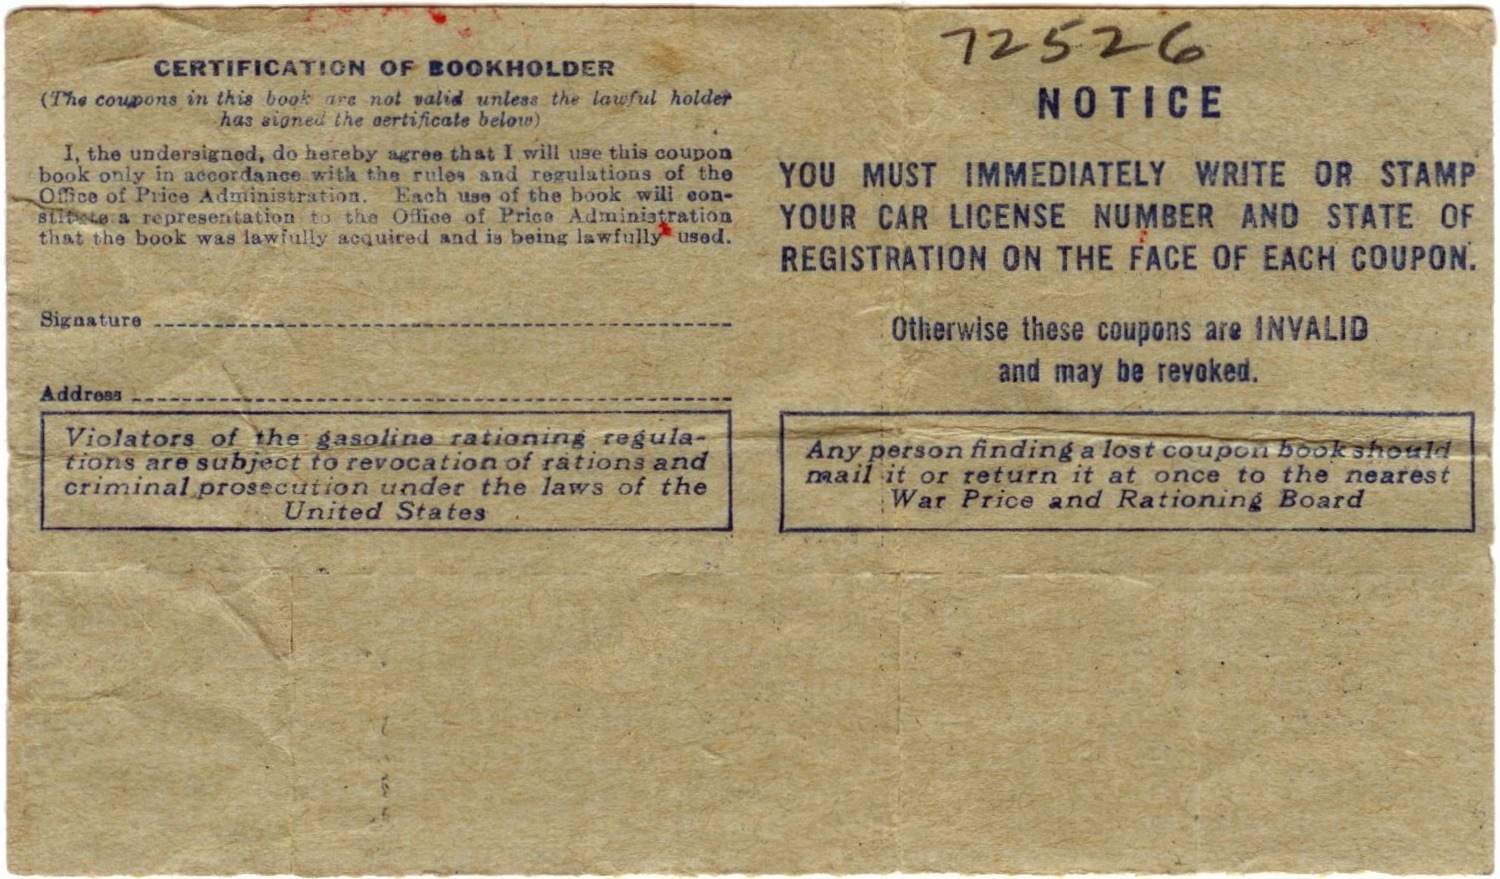 CERTIFICATION OF BOOKHOLDER
(The coupons in this book are not valid unless the lawful holder
has signed the certificate below)
I, the undersigned, do hereby agree that I will use this coupon
book only in accordance with the rules and regulations of the
Office of Price Administration. Each use of the book will con-
stitute a representation to the Office of Price Administration
that the book was lawfully acquired and is being lawfully used.
Signature
Address
Violators of the gasoline rationing regula-
tions are subject to revocation of rations and
criminal prosecution under the laws of the
United States
72526
NOTICE
YOU MUST IMMEDIATELY WRITE OR STAMP
YOUR CAR LICENSE NUMBER AND STATE OF
REGISTRATION ON THE FACE OF EACH COUPON.
Otherwise these coupons are INVALID
and may be revoked.
Any person finding a lost coupon book should
mail it or return it at once to the nearest
War Price and Rationing Board